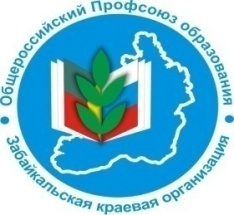 Общероссийский Профсоюз образования
Забайкальская краевая организация